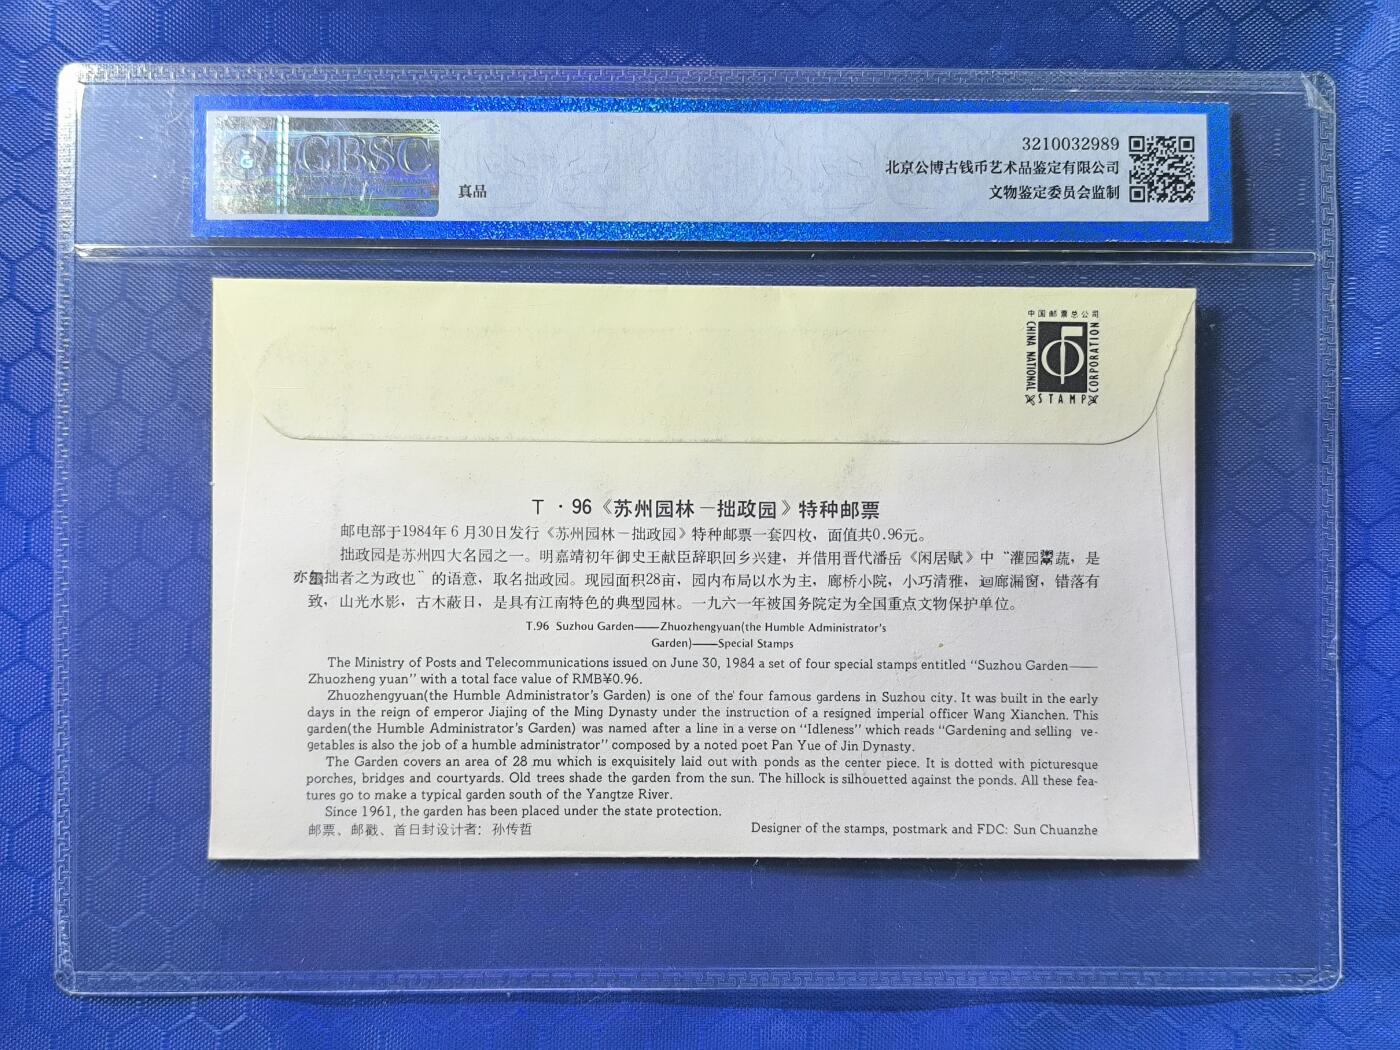 GBSC
真品
3210032989
北京公博古钱币艺术品鉴定有限公司
文物鉴定委员会监制
中国邮票总公司
CHINA NATIONAL
STAMP
CORPORATION
T·96《苏州园林—拙政园》特种邮票
邮电部于1984年6月30日发行《苏州园林—拙政园》特种邮票一套四枚，面值共0.96元。
拙政园是苏州四大名园之一。明嘉靖初年御史王献臣辞职回乡兴建，并借用晋代潘岳《闲居赋》中“灌园鬻蔬，是
亦拙者之为政也”的语意，取名拙政园。现园面积28亩，园内布局以水为主，廊桥小院，小巧清雅，迴廊漏窗，错落有
致，山光水影，古木蔽日，是具有江南特色的典型园林。一九六一年被国务院定为全国重点文物保护单位。
T.96 Suzhou Garden——Zhuozhengyuan(the Humble Administrator's
Garden)——Special Stamps
The Ministry of Posts and Telecommunications issued on June 30, 1984 a set of four special stamps entitled "Suzhou Garden——
Zhuozheng yuan" with a total face value of RMB¥0.96.
Zhuozhengyuan(the Humble Administrator's Garden) is one of the four famous gardens in Suzhou city. It was built in the early
days in the reign of emperor Jiajing of the Ming Dynasty under the instruction of a resigned imperial officer Wang Xianchen. This
garden(the Humble Administrator's Garden) was named after a line in a verse on "Idleness" which reads "Gardening and selling ve-
getables is also the job of a humble administrator" composed by a noted poet Pan Yue of Jin Dynasty.
The Garden covers an area of 28 mu which is exquisitely laid out with ponds as the center piece. It is dotted with picturesque
porches, bridges and courtyards. Old trees shade the garden from the sun. The hillock is silhouetted against the ponds. All these fea-
tures go to make a typical garden south of the Yangtze River.
Since 1961, the garden has been placed under the state protection.
邮票、邮戳、首日封设计者：孙传哲
Designer of the stamps, postmark and FDC: Sun Chuanzhe